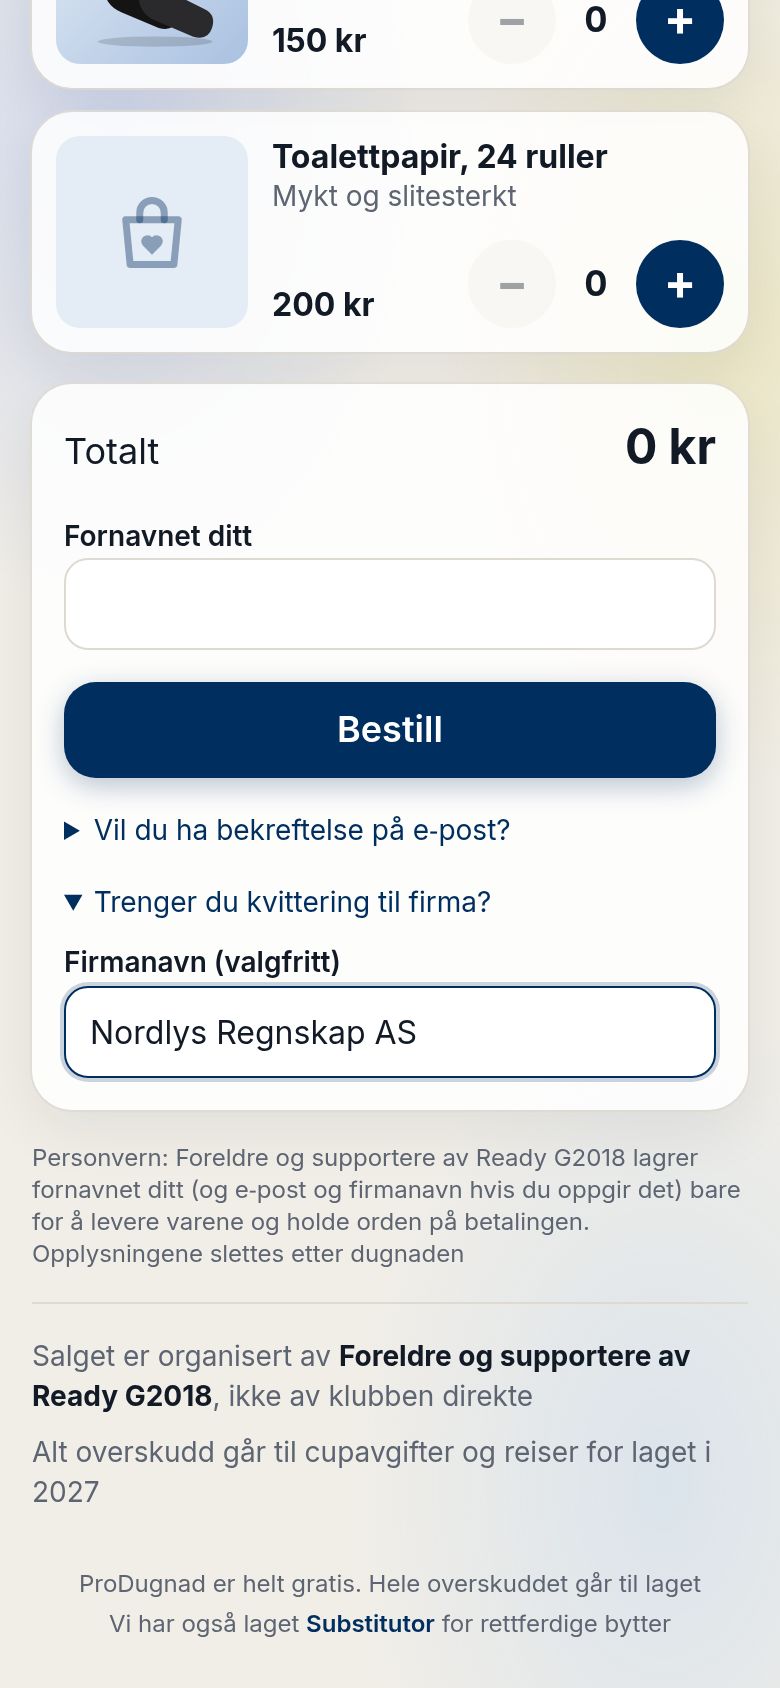 150 kr
−
0
+
Toalettpapir, 24 ruller
Mykt og slitesterkt
200 kr
−
0
+
Totalt
0 kr
Fornavnet ditt
Bestill
Vil du ha bekreftelse på e-post?
Trenger du kvittering til firma?
Firmanavn (valgfritt)
Nordlys Regnskap AS
Personvern: Foreldre og supportere av Ready G2018 lagrer
fornavnet ditt (og e-post og firmanavn hvis du oppgir det) bare
for å levere varene og holde orden på betalingen.
Opplysningene slettes etter dugnaden
Salget er organisert av Foreldre og supportere av
Ready G2018, ikke av klubben direkte
Alt overskudd går til cupavgifter og reiser for laget i
2027
ProDugnad er helt gratis. Hele overskuddet går til laget
Vi har også laget Substitutor for rettferdige bytter